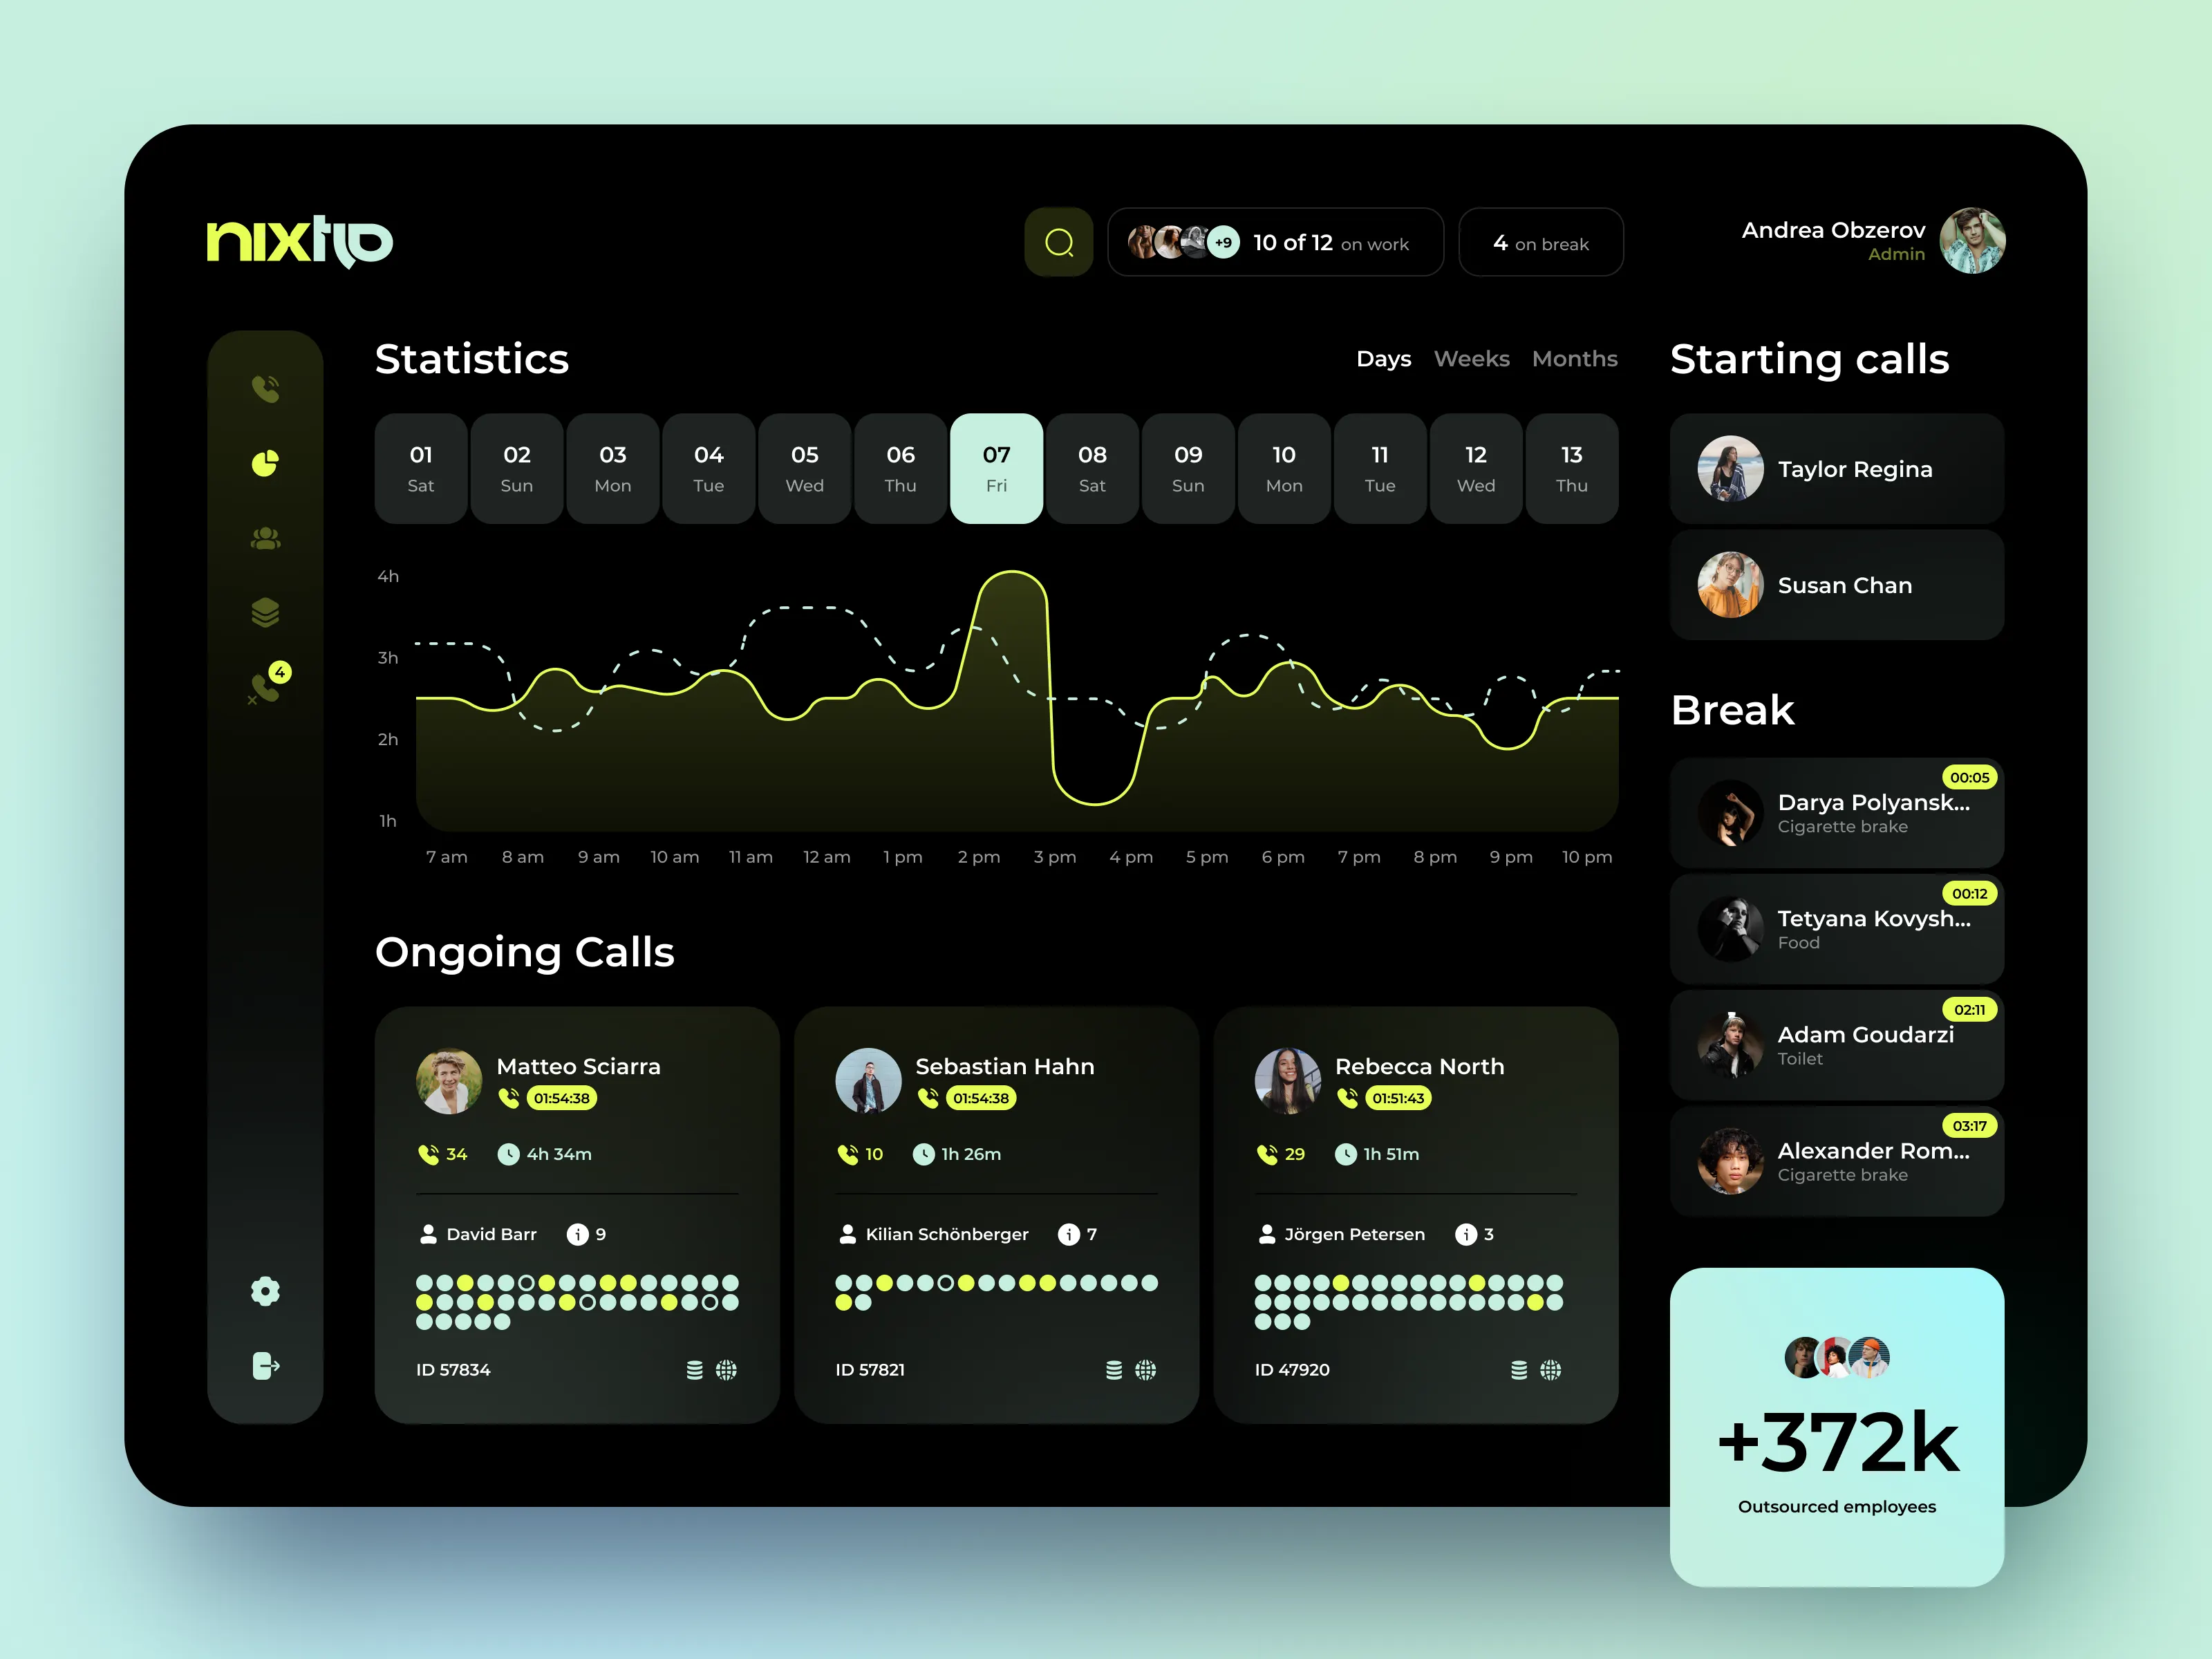 nixtio
+9 10 of 12 on work
4 on break
Andrea Obzerov
Admin
Statistics
Days Weeks Months
01 02 03 04 05 06 07 08 09 10 11 12 13
Sat Sun Mon Tue Wed Thu Fri Sat Sun Mon Tue Wed Thu
4h
3h
2h
1h
7 am 8 am 9 am 10 am 11 am 12 am 1 pm 2 pm 3 pm 4 pm 5 pm 6 pm 7 pm 8 pm 9 pm 10 pm
4
Ongoing Calls
Matteo Sciarra
01:54:38
34 4h 34m
David Barr i 9
ID 57834
Sebastian Hahn
01:54:38
10 1h 26m
Kilian Schönberger i 7
ID 57821
Rebecca North
01:51:43
29 1h 51m
Jörgen Petersen i 3
ID 47920
Starting calls
Taylor Regina
Susan Chan
Break
00:05
Darya Polyansk...
Cigarette brake
00:12
Tetyana Kovysh...
Food
02:11
Adam Goudarzi
Toilet
03:17
Alexander Rom...
Cigarette brake
+372k
Outsourced employees